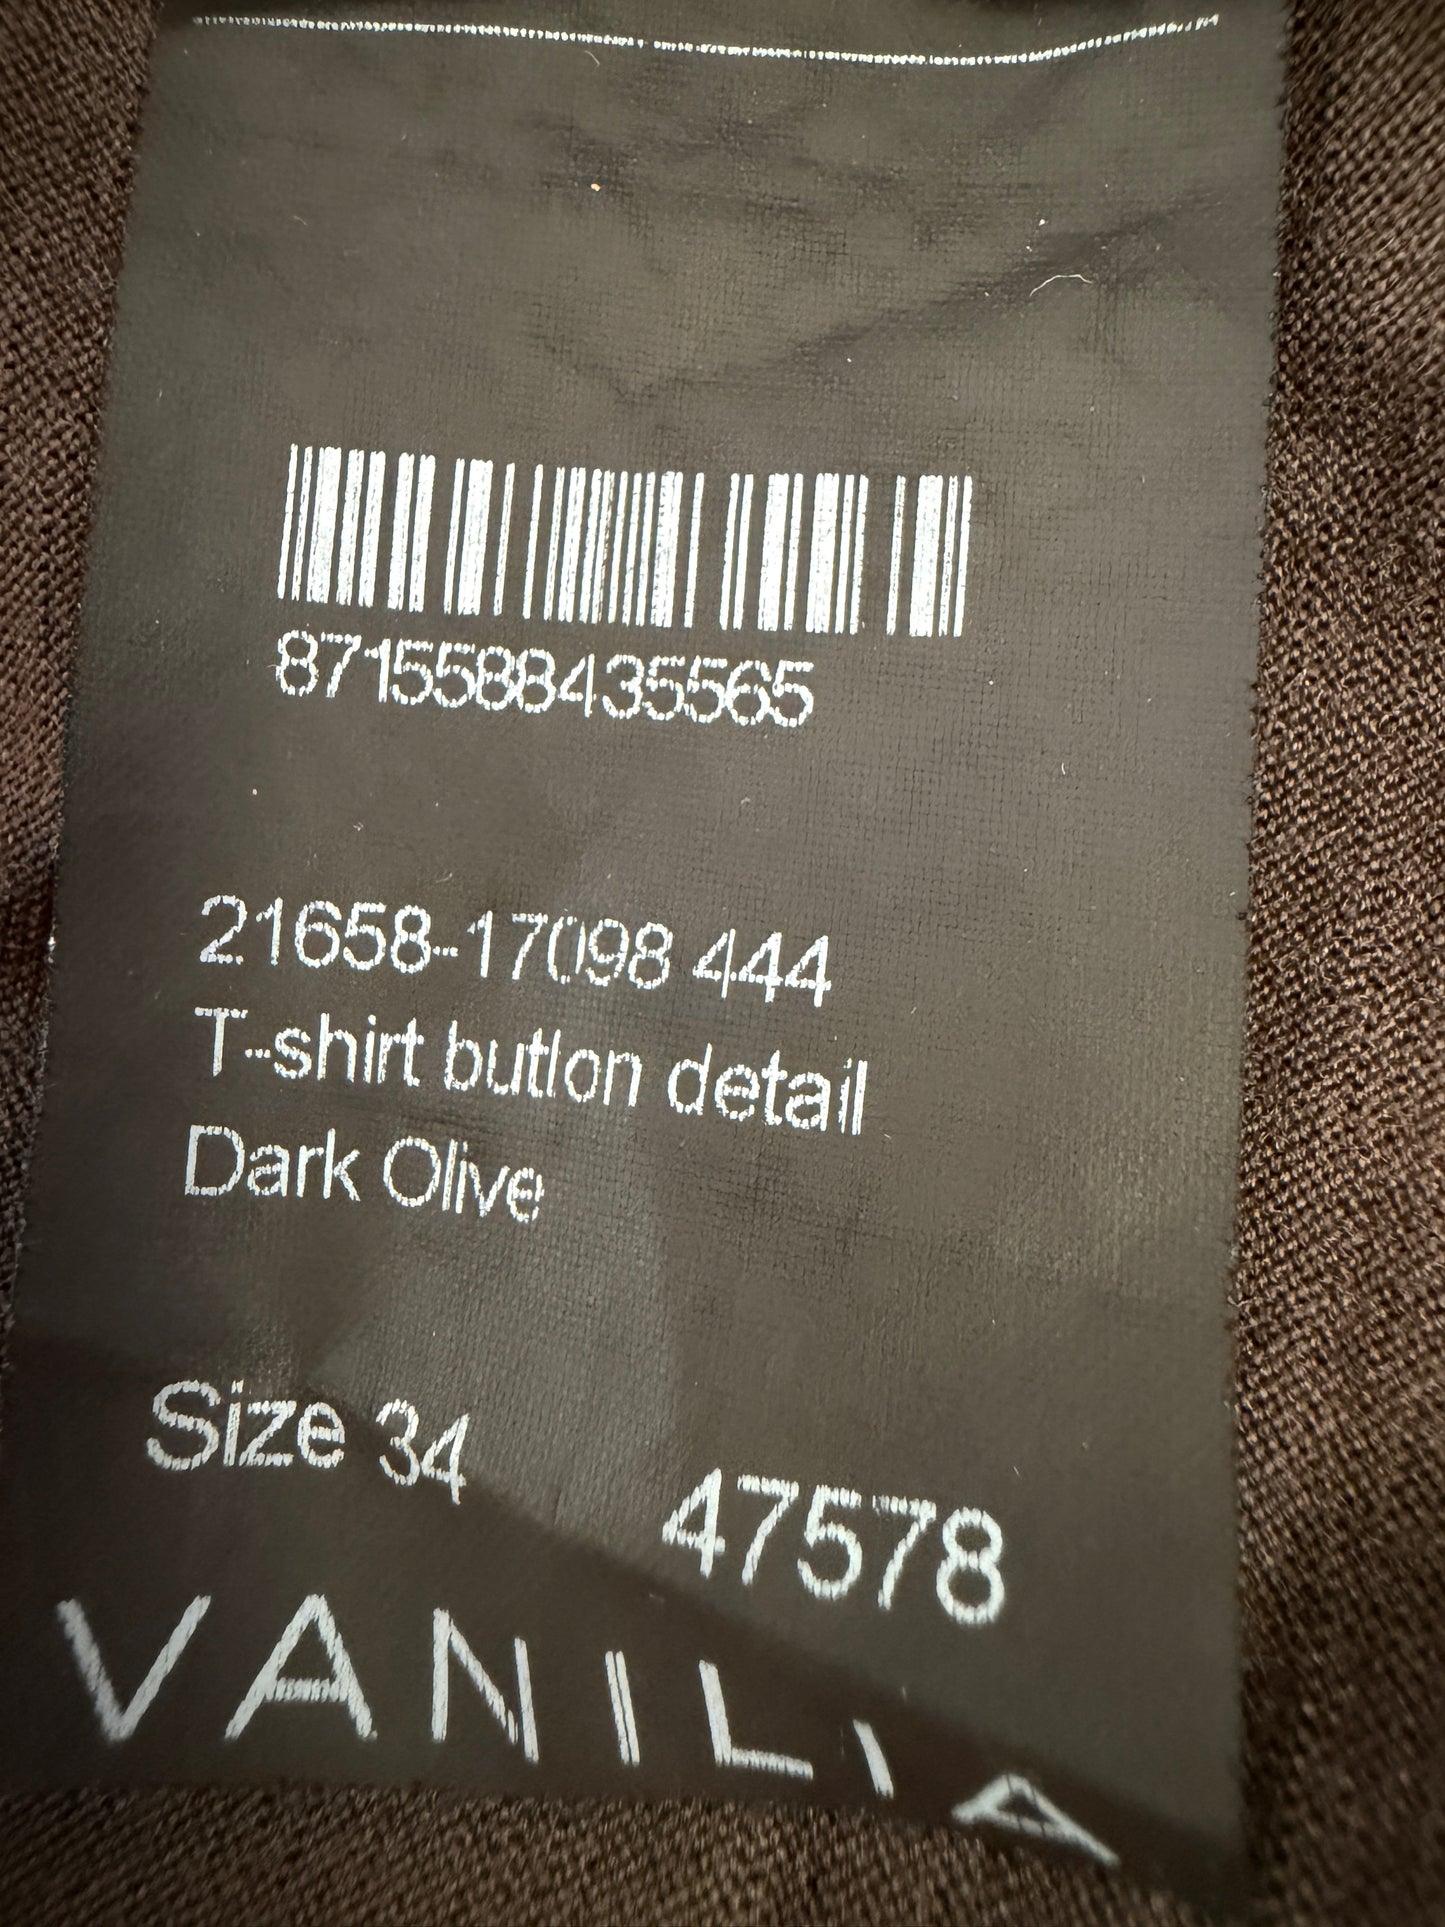 8715588435565
21658-17098 444
T-shirt button detail
Dark Olive
Size 34
47578
VANILIA